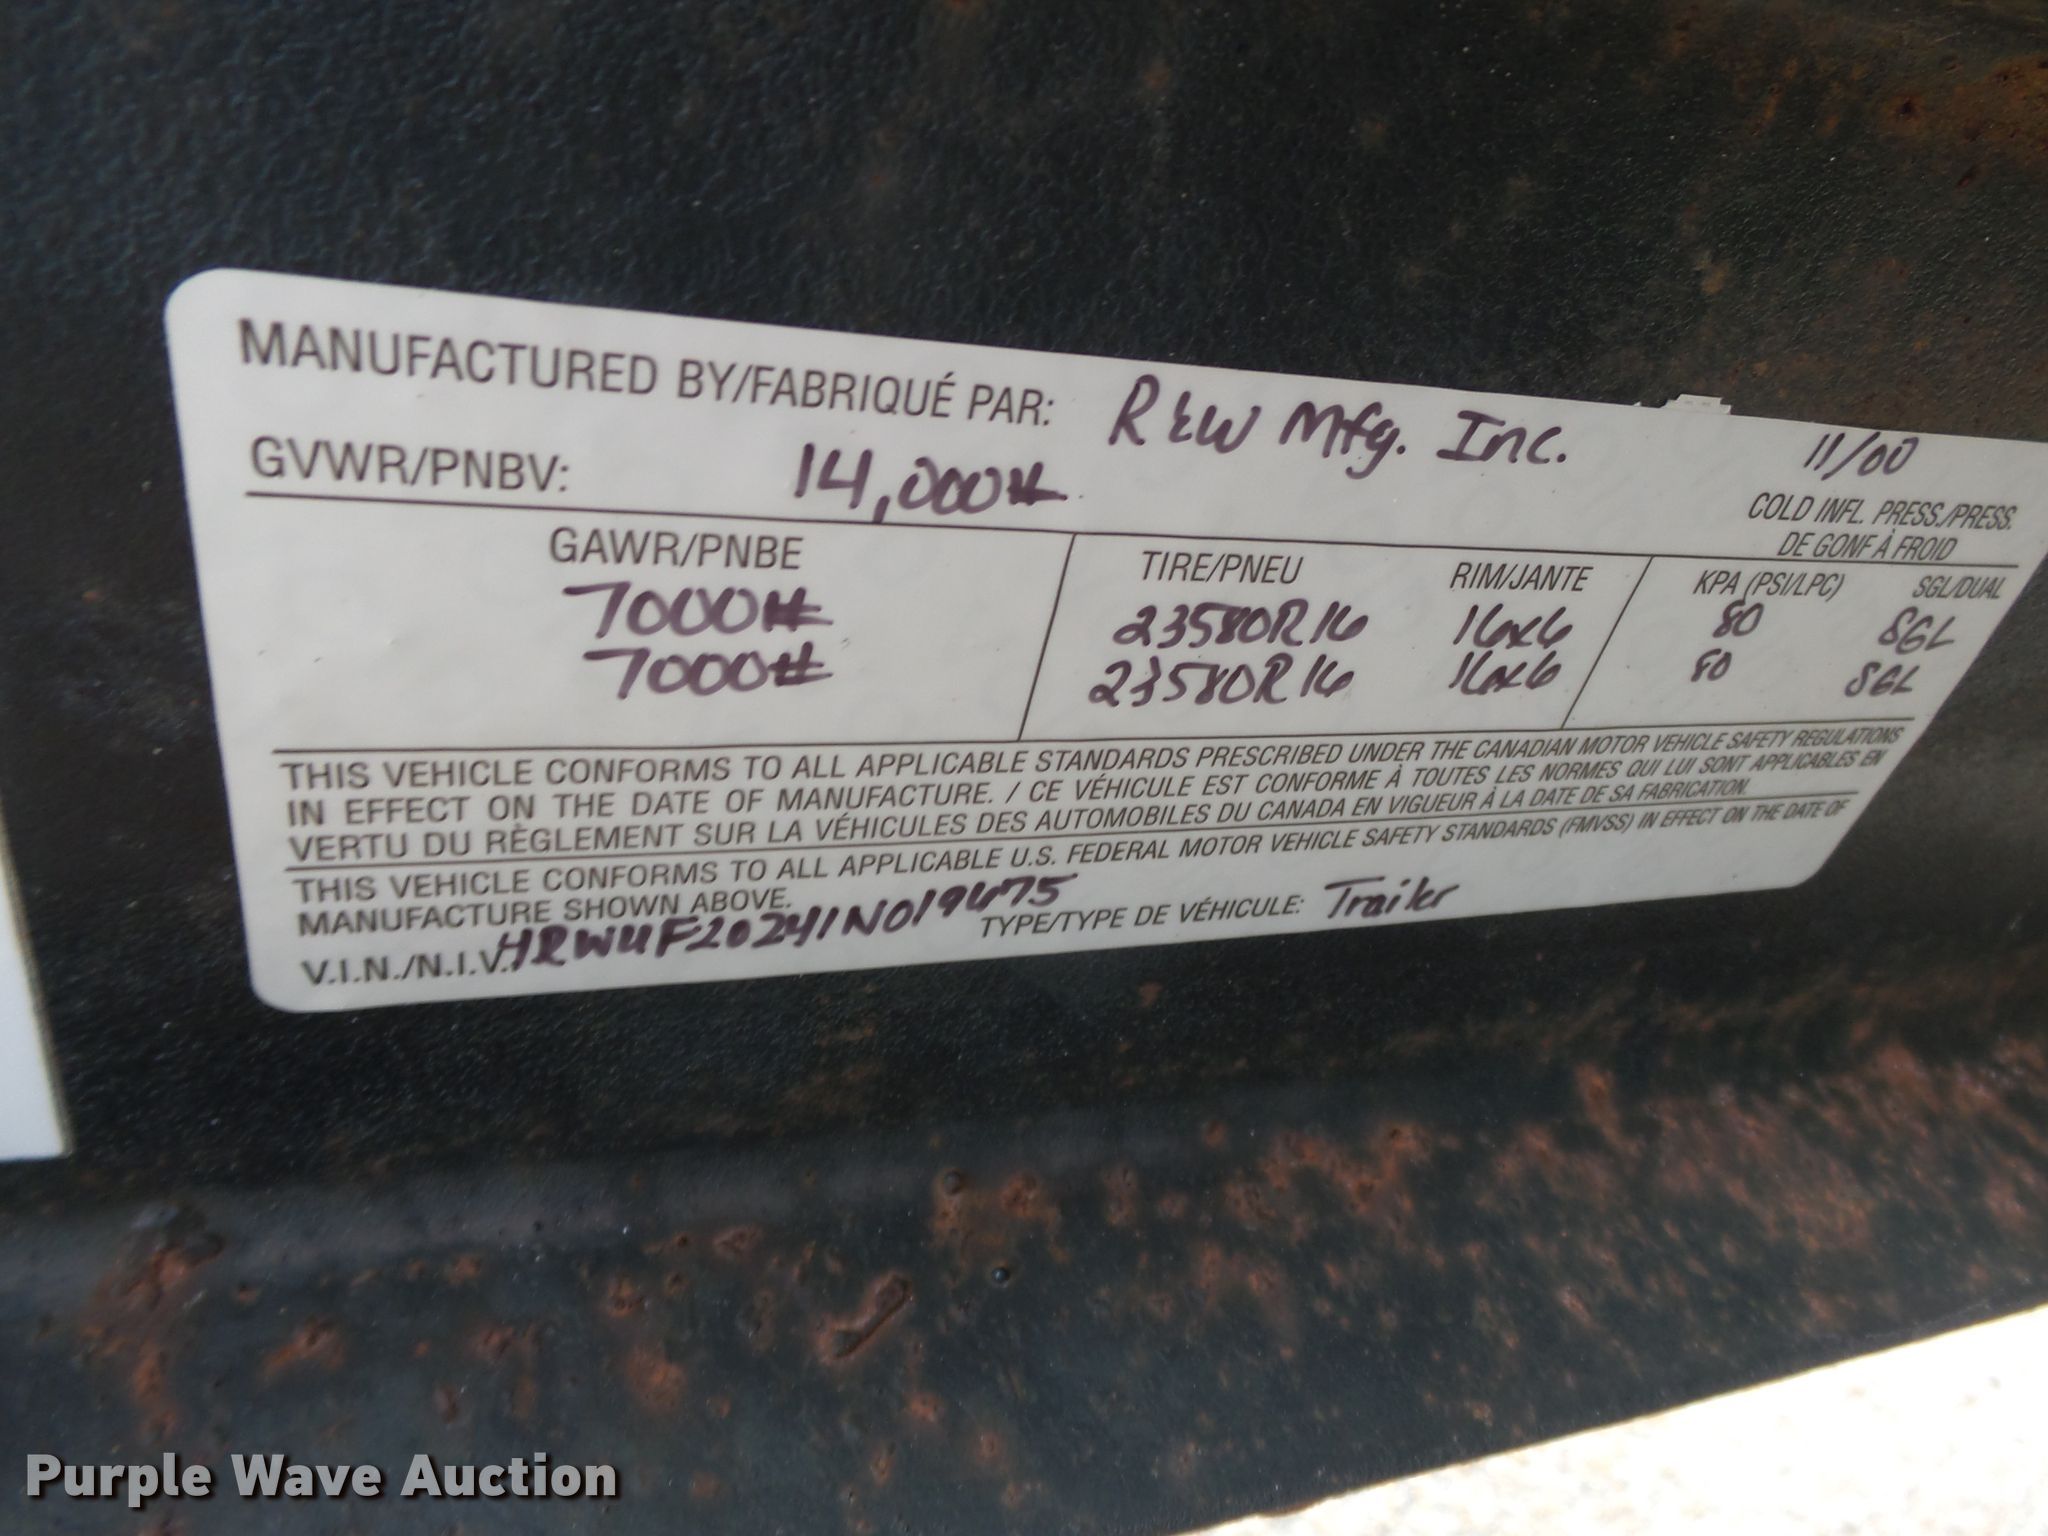 MANUFACTURED BY/FABRIQUÉ PAR: R&W Mfg. Inc. 11/00
GVWR/PNBV: 14,000#
COLD INFL. PRESS./PRESS.
DE GONF À FROID
GAWR/PNBE TIRE/PNEU RIM/JANTE KPA (PSI/LPC) SGL/DUAL
7000# 23580R16 16x6 80 SGL
7000# 23580R16 16x6 80 SGL
THIS VEHICLE CONFORMS TO ALL APPLICABLE STANDARDS PRESCRIBED UNDER THE CANADIAN MOTOR VEHICLE SAFETY REGULATIONS
IN EFFECT ON THE DATE OF MANUFACTURE. / CE VÉHICULE EST CONFORME À TOUTES LES NORMES QUI LUI SONT APPLICABLES EN
VERTU DU RÈGLEMENT SUR LA VÉHICULES DES AUTOMOBILES DU CANADA EN VIGUEUR À LA DATE DE SA FABRICATION.
THIS VEHICLE CONFORMS TO ALL APPLICABLE U.S. FEDERAL MOTOR VEHICLE SAFETY STANDARDS (FMVSS) IN EFFECT ON THE DATE OF
MANUFACTURE SHOWN ABOVE.
V.I.N./N.I.V. TYPE/TYPE DE VÉHICULE: Trailer
Purple Wave Auction